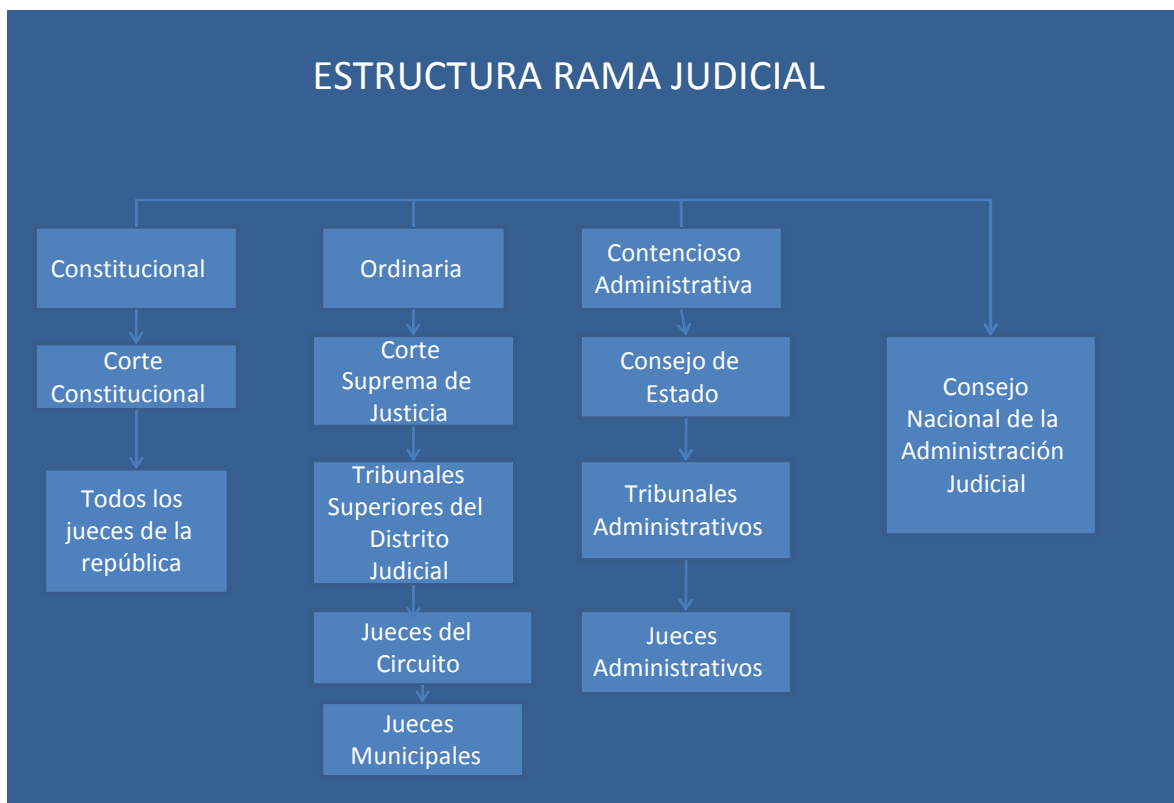 ESTRUCTURA RAMA JUDICIAL
Constitucional
Corte
Constitucional
Todos los
jueces de la
república
Ordinaria
Corte
Suprema de
Justicia
Tribunales
Superiores del
Distrito
Judicial
Jueces del
Circuito
Jueces
Municipales
Contencioso
Administrativa
Consejo de
Estado
Tribunales
Administrativos
Jueces
Administrativos
Consejo
Nacional de la
Administración
Judicial